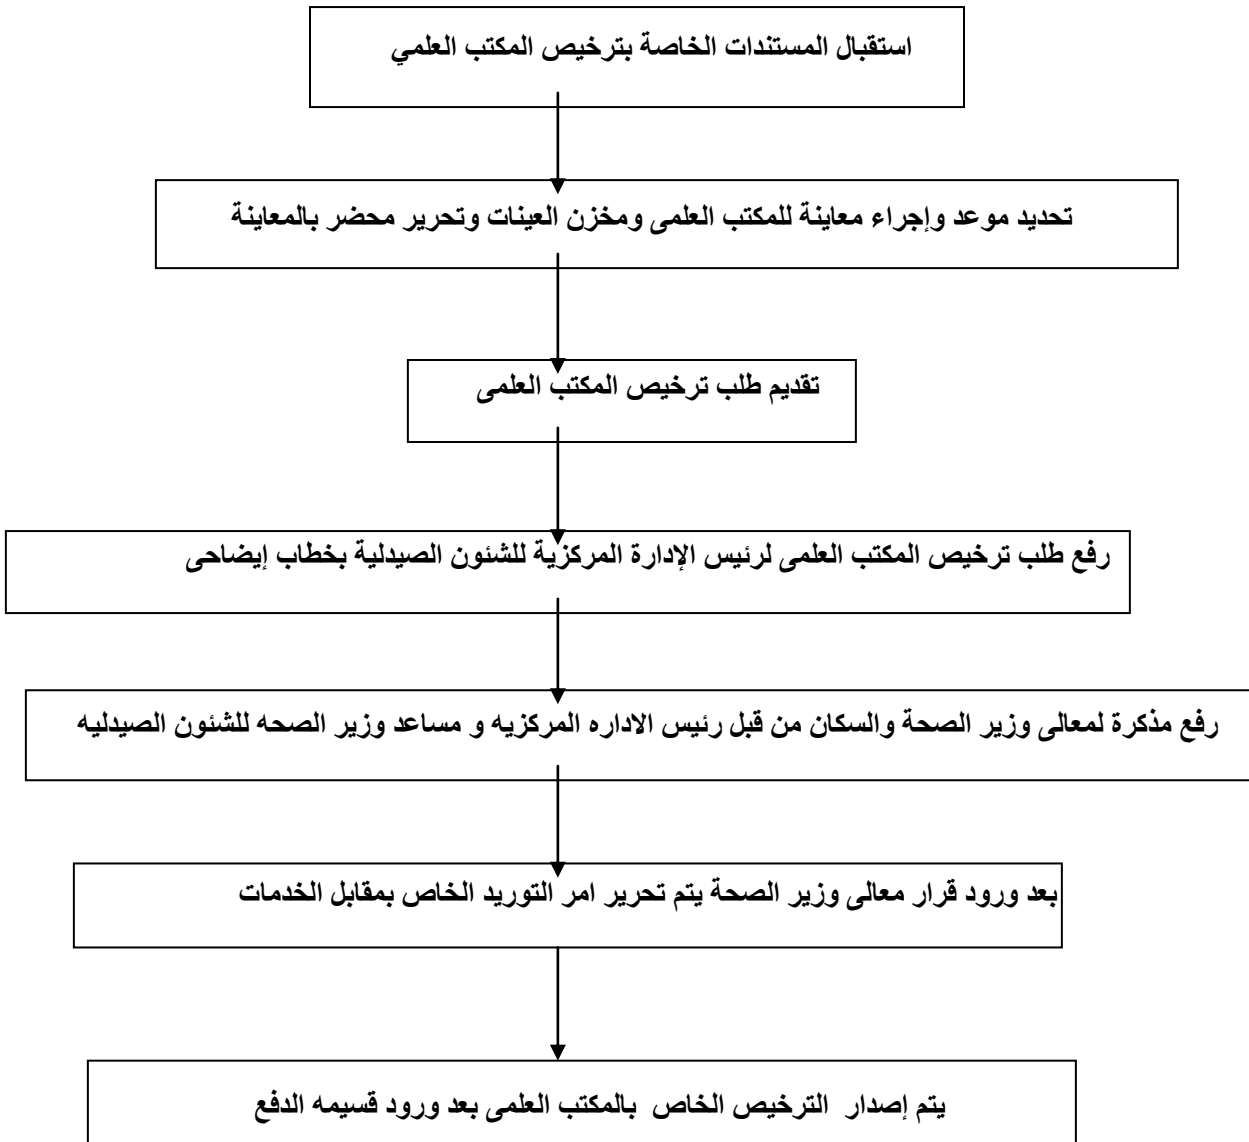 استقبال المستندات الخاصة بترخيص المكتب العلمي
تحديد موعد وإجراء معاينة للمكتب العلمى ومخزن العينات وتحرير محضر بالمعاينة
تقديم طلب ترخيص المكتب العلمى
رفع طلب ترخيص المكتب العلمى لرئيس الإدارة المركزية للشئون الصيدلية بخطاب إيضاحى
رفع مذكرة لمعالى وزير الصحة والسكان من قبل رئيس الاداره المركزيه و مساعد وزير الصحه للشئون الصيدليه
بعد ورود قرار معالى وزير الصحة يتم تحرير امر التوريد الخاص بمقابل الخدمات
يتم إصدار الترخيص الخاص بالمكتب العلمى بعد ورود قسيمه الدفع